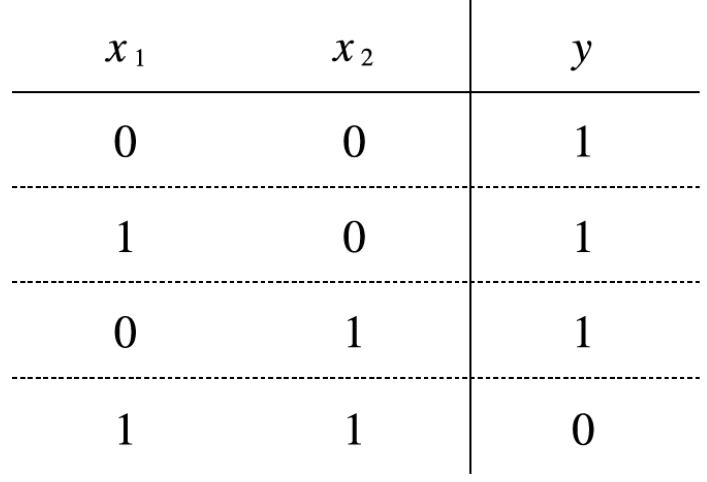 x₁ x₂ y
0 0 1
1 0 1
0 1 1
1 1 0